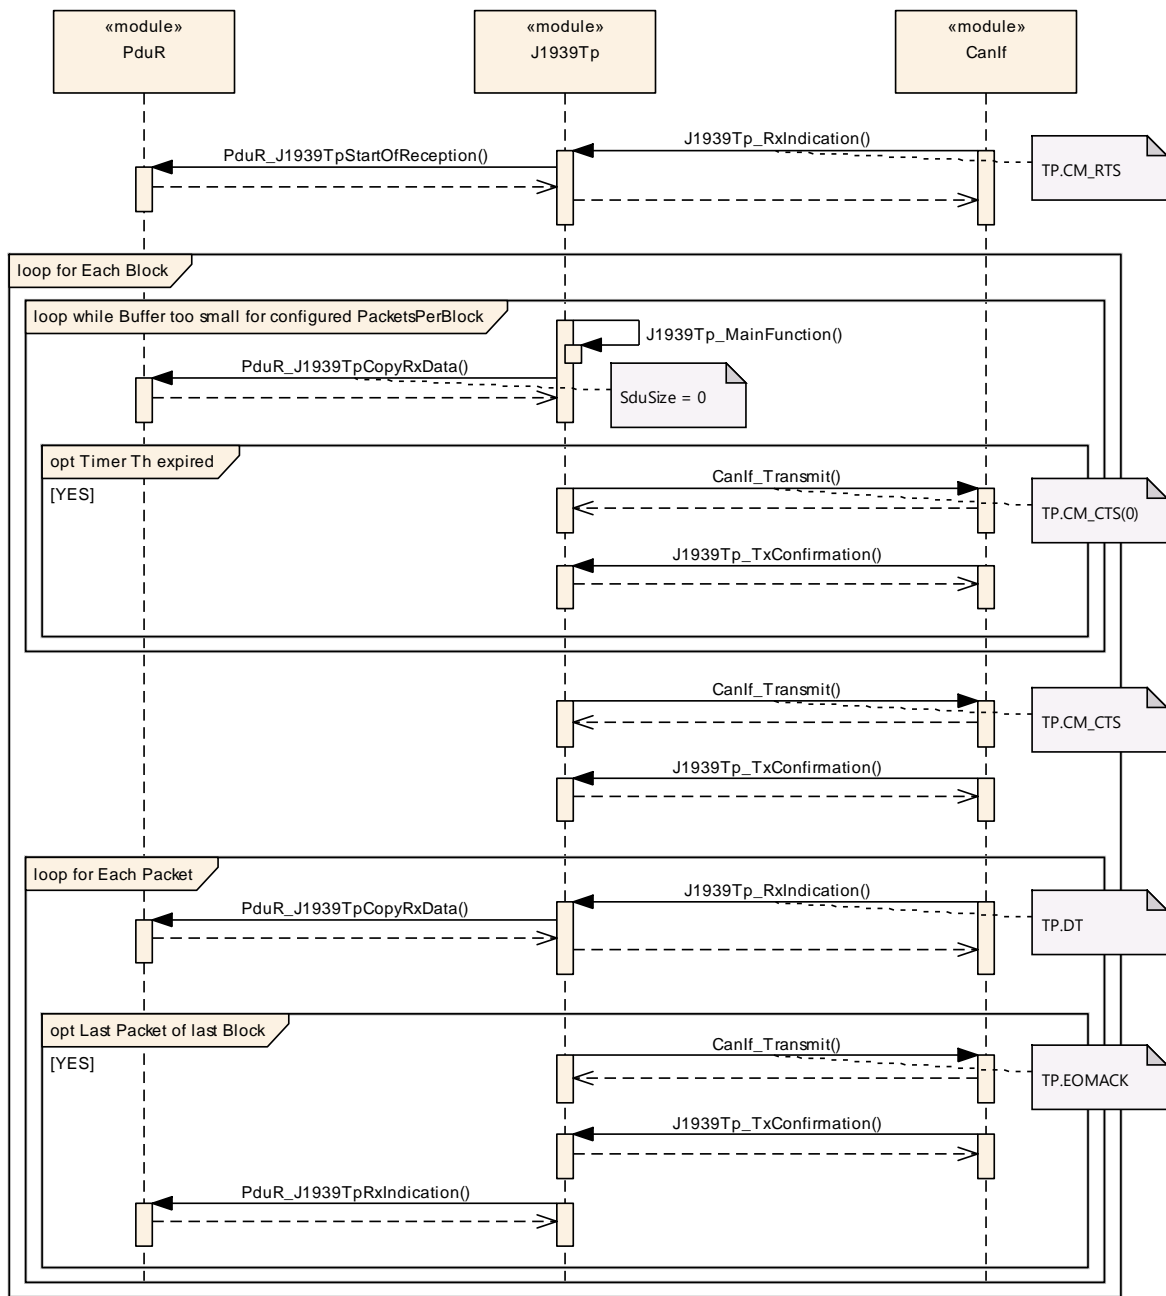 «module»
PduR
«module»
J1939Tp
«module»
CanIf
J1939Tp_RxIndication()
PduR_J1939TpStartOfReception()
TP.CM_RTS
loop for Each Block
loop while Buffer too small for configured PacketsPerBlock
J1939Tp_MainFunction()
PduR_J1939TpCopyRxData()
SduSize = 0
opt Timer Th expired
[YES]
CanIf_Transmit()
TP.CM_CTS(0)
J1939Tp_TxConfirmation()
CanIf_Transmit()
TP.CM_CTS
J1939Tp_TxConfirmation()
loop for Each Packet
J1939Tp_RxIndication()
PduR_J1939TpCopyRxData()
TP.DT
opt Last Packet of last Block
[YES]
CanIf_Transmit()
TP.EOMACK
J1939Tp_TxConfirmation()
PduR_J1939TpRxIndication()